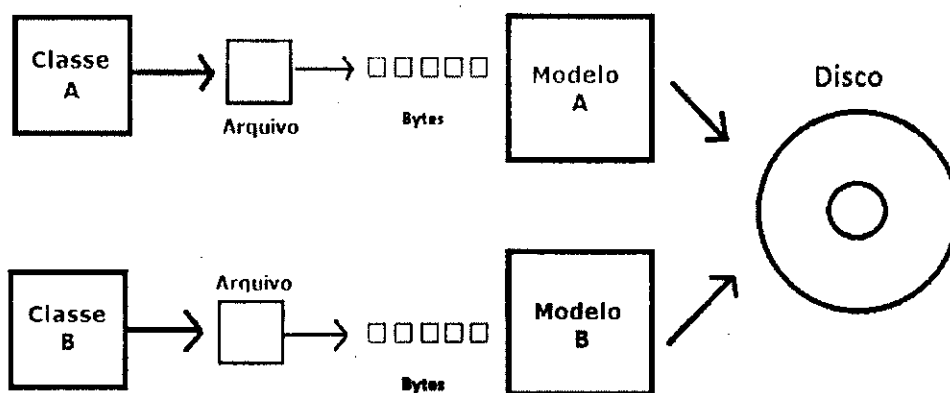 Classe
A
Arquivo
Bytes
Modelo
A
Disco
Classe
B
Arquivo
Bytes
Modelo
B